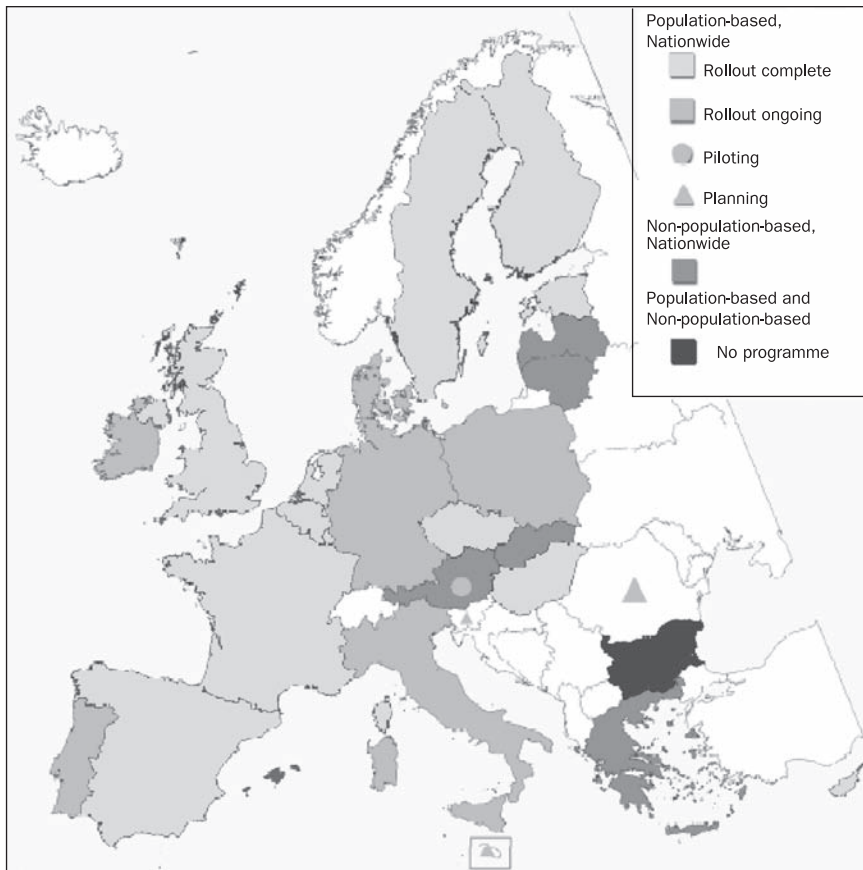 Population-based,
Nationwide
Rollout complete
Rollout ongoing
Piloting
Planning
Non-population-based,
Nationwide
Population-based and
Non-population-based
No programme